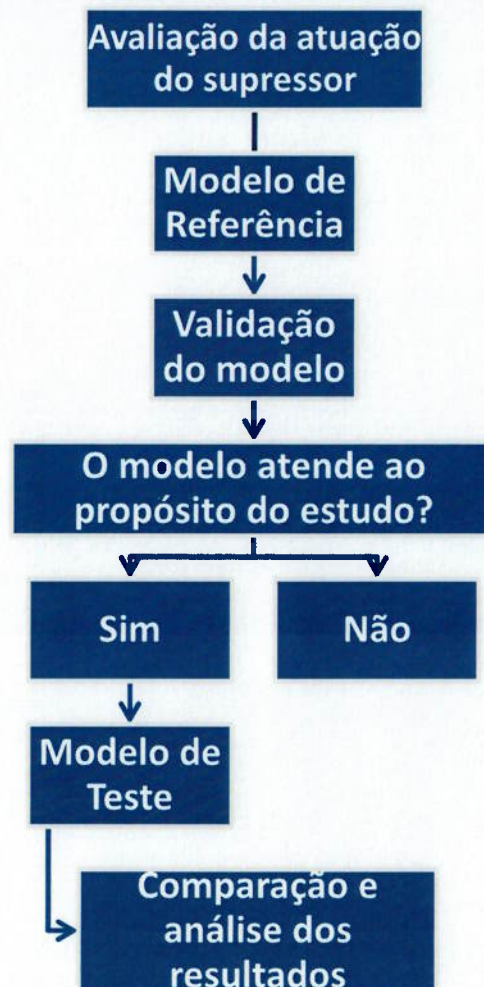 Avaliação da atuação
do supressor
Modelo de
Referência
Validação
do modelo
O modelo atende ao
propósito do estudo?
Sim
Não
Modelo de
Teste
Comparação e
análise dos
resultados